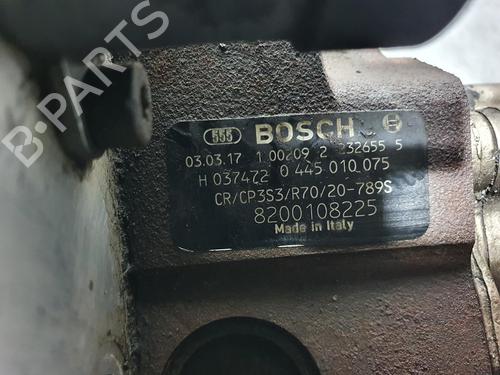 B-PARTS
555 BOSCH
03.03.17 1 00209 2 232655 5
H 037422 0 445 010 075
CR/CP3S3/R70/20-789S
8200108225
Made in Italy